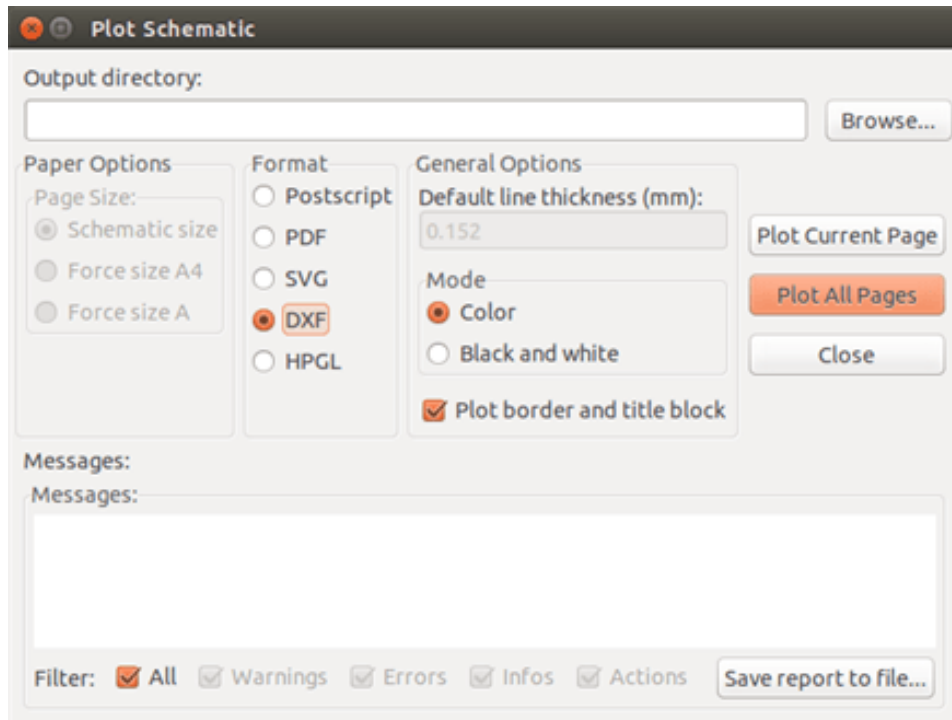 Plot Schematic
Output directory:
Browse...
Paper Options
Page Size:
Schematic size
Force size A4
Force size A
Format
Postscript
PDF
SVG
DXF
HPGL
General Options
Default line thickness (mm):
0.152
Mode
Color
Black and white
Plot border and title block
Plot Current Page
Plot All Pages
Close
Messages:
Messages:
Filter: All Warnings Errors Infos Actions Save report to file...